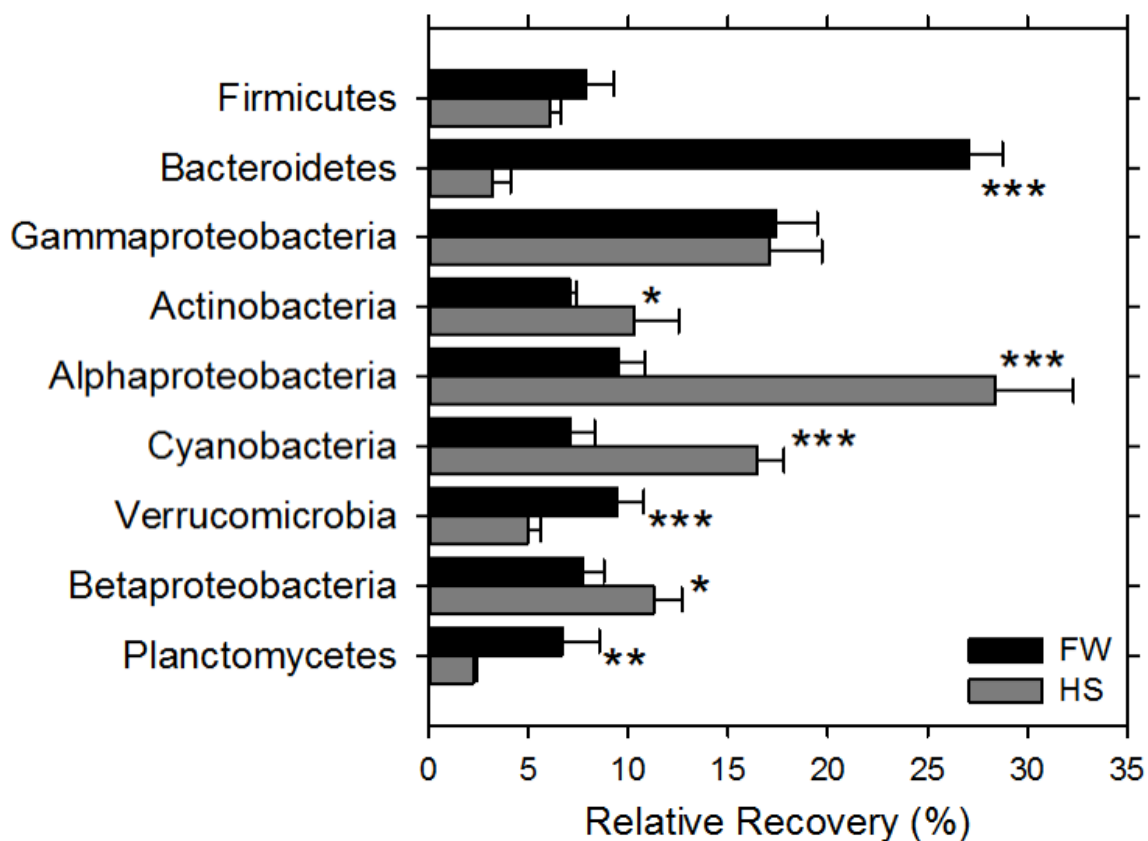 Firmicutes
Bacteroidetes
***
Gammaproteobacteria
Actinobacteria
*
Alphaproteobacteria
***
Cyanobacteria
***
Verrucomicrobia
***
Betaproteobacteria
*
Planctomycetes
**
FW
HS
0 5 10 15 20 25 30 35
Relative Recovery (%)